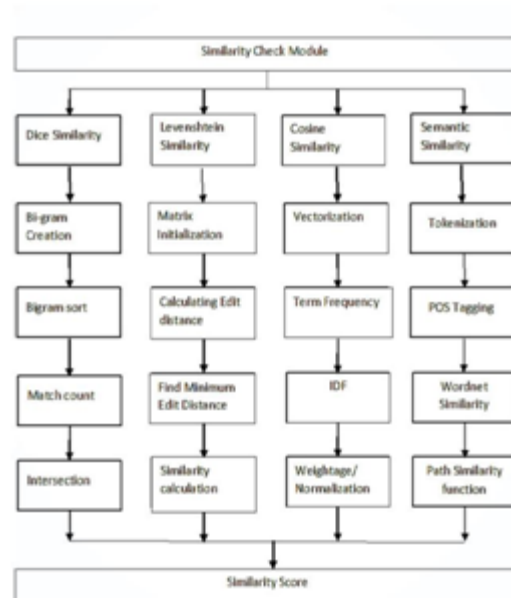 Similarity Check Module
Dice Similarity
Levenshtein
Similarity
Cosine
Similarity
Semantic
Similarity
Bi-gram
Creation
Matrix
Initialization
Vectorization
Tokenization
Bigram sort
Calculating Edit
distance
Term Frequency
POS Tagging
Match count
Find Minimum
Edit Distance
IDF
Wordnet
Similarity
Intersection
Similarity
calculation
Weightage/
Normalization
Path Similarity
function
Similarity Score